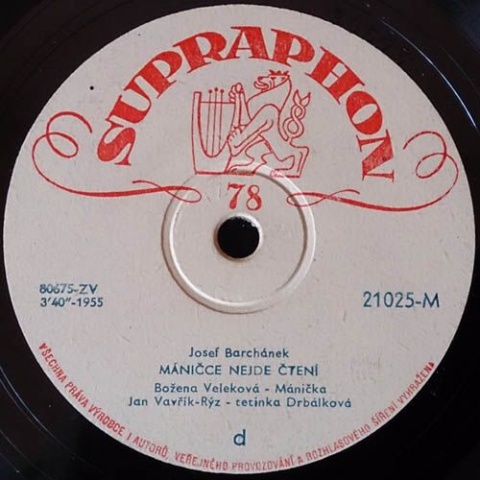 SUPRAPHON
78
80675-ZV
3'40"-1955
21025-M
Josef Barchánek
MÁNIČCE NEJDE ČTENÍ
Božena Veleková - Mánička
Jan Vavřík-Rýz - tetinka Drbálková
d
VŠECHNA PRÁVA VÝROBCE I AUTORŮ, VEŘEJNÉHO PROVOZOVÁNÍ A ROZHLASOVÉHO ŠÍŘENÍ VYHRAŽENA